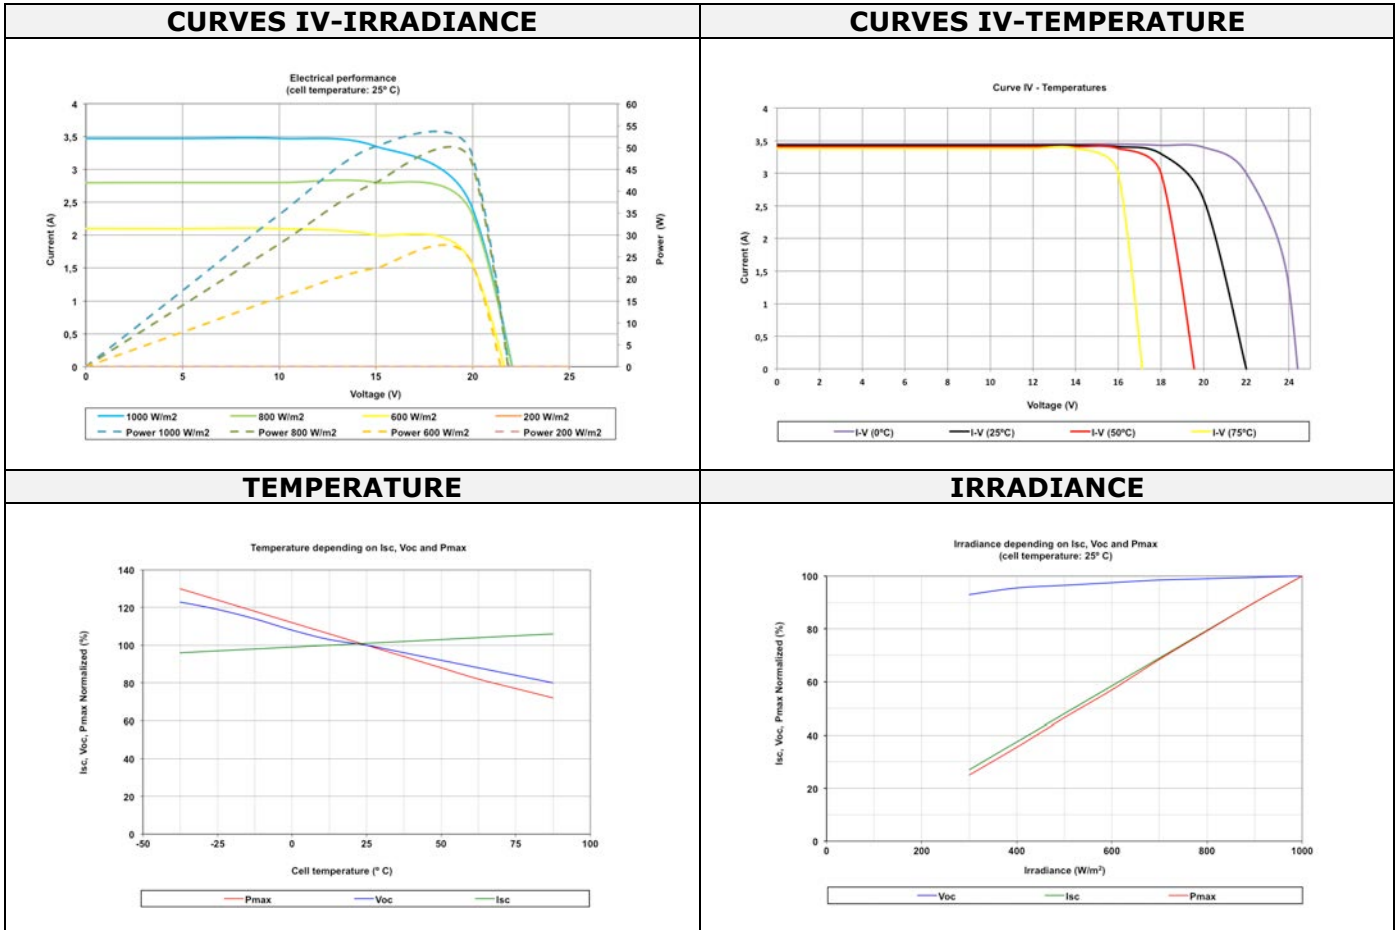 CURVES IV-IRRADIANCE
Electrical performance
(cell temperature: 25º C)
4
3,5
3
2,5
2
1,5
1
0,5
0
60
55
50
45
40
35
30
25
20
15
10
5
0
0 5 10 15 20 25
Current (A)
Power (W)
Voltage (V)
1000 W/m2 800 W/m2 600 W/m2 200 W/m2
Power 1000 W/m2 Power 800 W/m2 Power 600 W/m2 Power 200 W/m2
CURVES IV-TEMPERATURE
Curve IV - Temperatures
4
3,5
3
2,5
2
1,5
1
0,5
0
0 2 4 6 8 10 12 14 16 18 20 22 24
Current (A)
Voltage (V)
I-V (0ºC) I-V (25ºC) I-V (50ºC) I-V (75ºC)
TEMPERATURE
Temperature depending on Isc, Voc and Pmax
140
120
100
80
60
40
20
0
-50 -25 0 25 50 75 100
Isc, Voc, Pmax Normalized (%)
Cell temperature (º C)
Pmax Voc Isc
IRRADIANCE
Irradiance depending on Isc, Voc and Pmax
(cell temperature: 25º C)
100
80
60
40
20
0
0 200 400 600 800 1000
Isc, Voc, Pmax Normalized (%)
Irradiance (W/m²)
Voc Isc Pmax